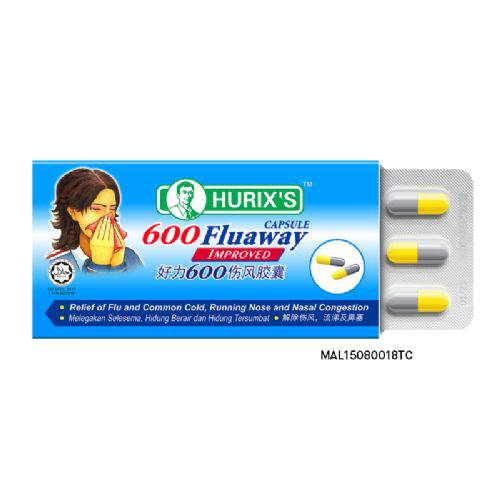 HURIX'S TM
CAPSULE
600 Fluaway
IMPROVED
好力600伤风胶囊
• Relief of Flu and Common Cold, Running Nose and Nasal Congestion
• Melegakan Selesema, Hidung Berair dan Hidung Tersumbat • 解除伤风，流涕及鼻塞
MAL15080018TC